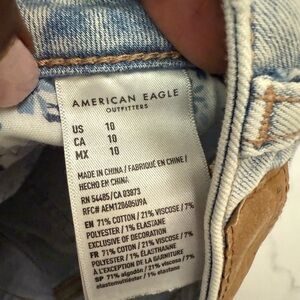 AMERICAN EAGLE
OUTFITTERS
US 10
CA 10
MX 10
MADE IN CHINA / FABRIQUÉ EN CHINE /
HECHO EN CHINA
RN 54485/CA 03873
RFC# AEM120605U9A
EN 71% COTTON / 21% VISCOSE / 7%
POLYESTER / 1% ELASTANE
EXCLUSIVE OF DECORATION
FR 71% COTON / 21% VISCOSE / 7%
POLYESTER / 1% ÉLASTHANNE
À L'EXCEPTION DE LA GARNITURE
SP 71% algodón / 21% viscosa / 7%
elastomultiéster / 1% elastano